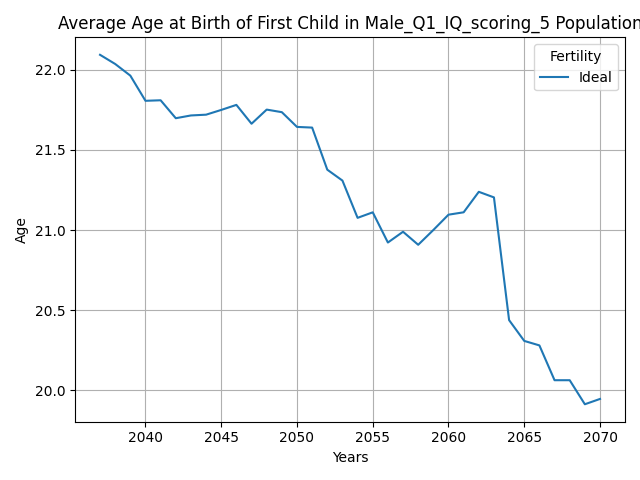 Average Age at Birth of First Child in Male_Q1_IQ_scoring_5 Population
Fertility
Ideal
22.0
21.5
21.0
20.5
20.0
Age
2040 2045 2050 2055 2060 2065 2070
Years